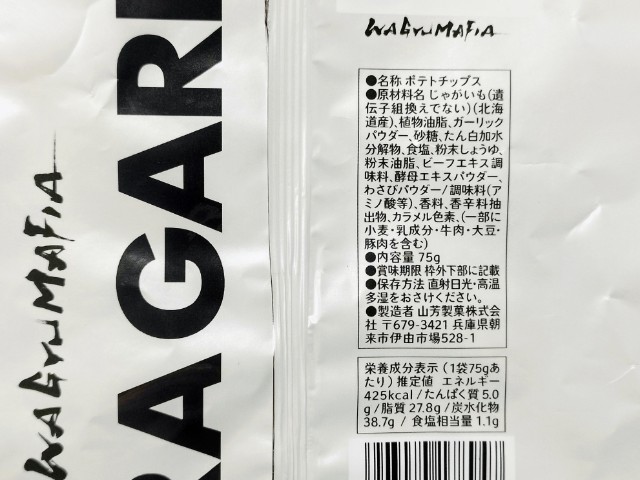 WAGYUMAFIA
RAGARI
WAGYUMAFIA
●名称 ポテトチップス
●原材料名 じゃがいも(遺
伝子組換えでない)(北海
道産)、植物油脂、ガーリック
パウダー、砂糖、たん白加水
分解物、食塩、粉末しょうゆ、
粉末油脂、ビーフエキス調
味料、酵母エキスパウダー、
わさびパウダー/調味料(ア
ミノ酸等)、香料、香辛料抽
出物、カラメル色素、(一部に
小麦・乳成分・牛肉・大豆・
豚肉を含む)
●内容量 75g
●賞味期限 枠外下部に記載
●保存方法 直射日光・高温
多湿をおさけください。
●製造者 山芳製菓株式会
社 〒679-3421 兵庫県朝
来市伊由市場528-1
栄養成分表示 (1袋75gあ
たり) 推定値 エネルギー
425kcal/たんぱく質 5.0
g/脂質 27.8g/炭水化物
38.7g/ 食塩相当量 1.1g